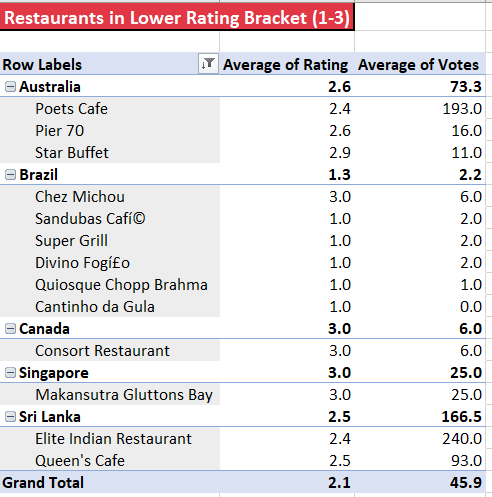 Restaurants in Lower Rating Bracket (1-3)
Row Labels Average of Rating Average of Votes
Australia 2.6 73.3
Poets Cafe 2.4 193.0
Pier 70 2.6 16.0
Star Buffet 2.9 11.0
Brazil 1.3 2.2
Chez Michou 3.0 6.0
Sandubas Cafí© 1.0 2.0
Super Grill 1.0 2.0
Divino Fogí£o 1.0 2.0
Quiosque Chopp Brahma 1.0 1.0
Cantinho da Gula 1.0 0.0
Canada 3.0 6.0
Consort Restaurant 3.0 6.0
Singapore 3.0 25.0
Makansutra Gluttons Bay 3.0 25.0
Sri Lanka 2.5 166.5
Elite Indian Restaurant 2.4 240.0
Queen's Cafe 2.5 93.0
Grand Total 2.1 45.9